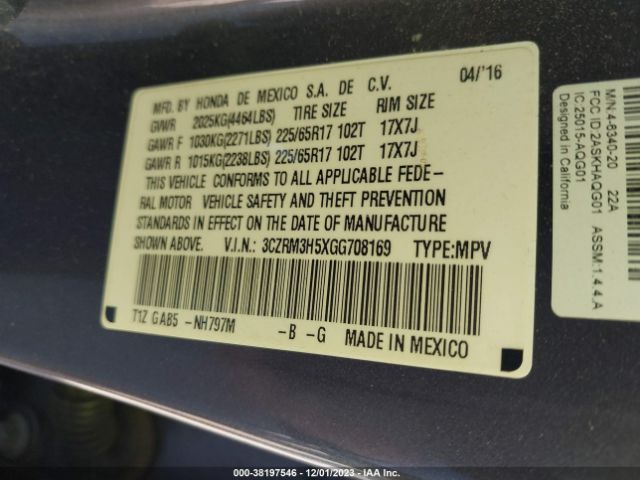 MFD. BY HONDA DE MEXICO S.A. DE C.V. 04/'16
GVWR 2025KG(4464LBS) TIRE SIZE RIM SIZE
GAWR F 1030KG(2271LBS) 225/65R17 102T 17X7J
GAWR R 1015KG(2238LBS) 225/65R17 102T 17X7J
THIS VEHICLE CONFORMS TO ALL APPLICABLE FEDE-
RAL MOTOR VEHICLE SAFETY AND THEFT PREVENTION
STANDARDS IN EFFECT ON THE DATE OF MANUFACTURE
SHOWN ABOVE. V.I.N.: 3CZRM3H5XGG708169 TYPE:MPV
T1Z GAB5 -NH797M -B -G MADE IN MEXICO
M/N:4-6340-20 22A
FCC ID:2ASKHAQG01 ASSM:1.4.4.A
IC:25015-AQG01
Designed in California
000-38197546 - 12/01/2023 - IAA Inc.